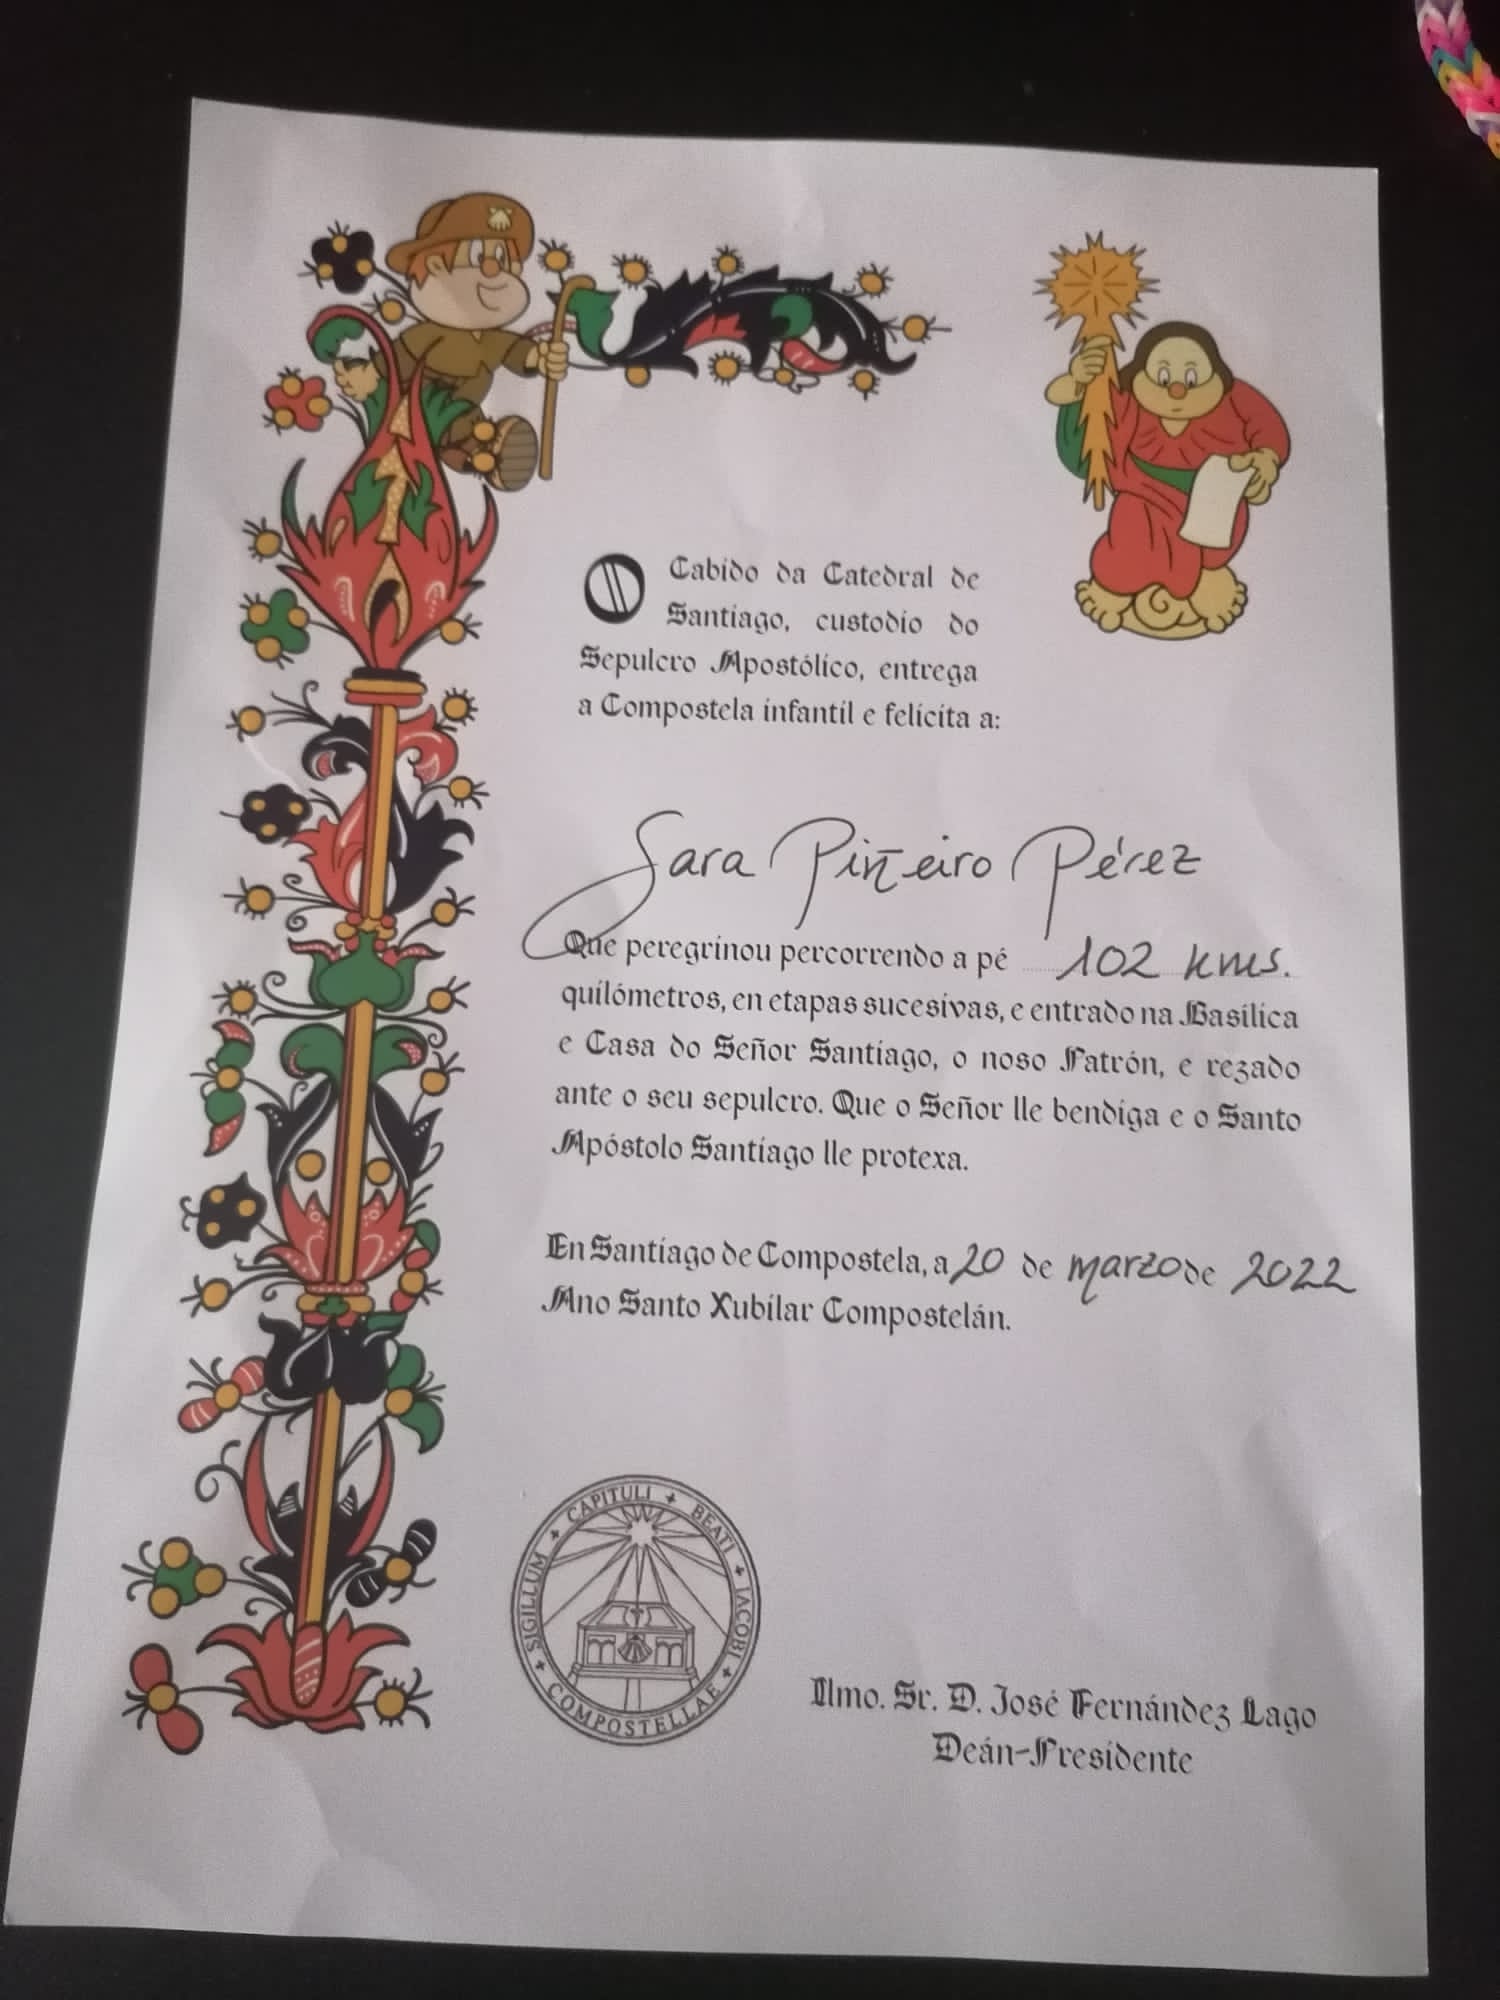 O Cabido da Catedral de
Santiago, custodio do
Sepulcro Apostólico, entrega
a Compostela infantil e felicita a:
Sara Piñeiro Pérez
Que peregrinou percorrendo a pé 102 kms.
quilómetros, en etapas sucesivas, e entrado na Basílica
e Casa do Señor Santiago, o noso Patrón, e rezado
ante o seu sepulcro. Que o Señor lle bendiga e o Santo
Apóstolo Santiago lle protexa.
En Santiago de Compostela, a 20 de marzo de 2022
Ano Santo Xubilar Compostelán.
SIGILLUM + CAPITULI + BEATI + IACOBI + COMPOSTELLAE +
Ilmo. Sr. D. José Fernández Lago
Deán-Presidente